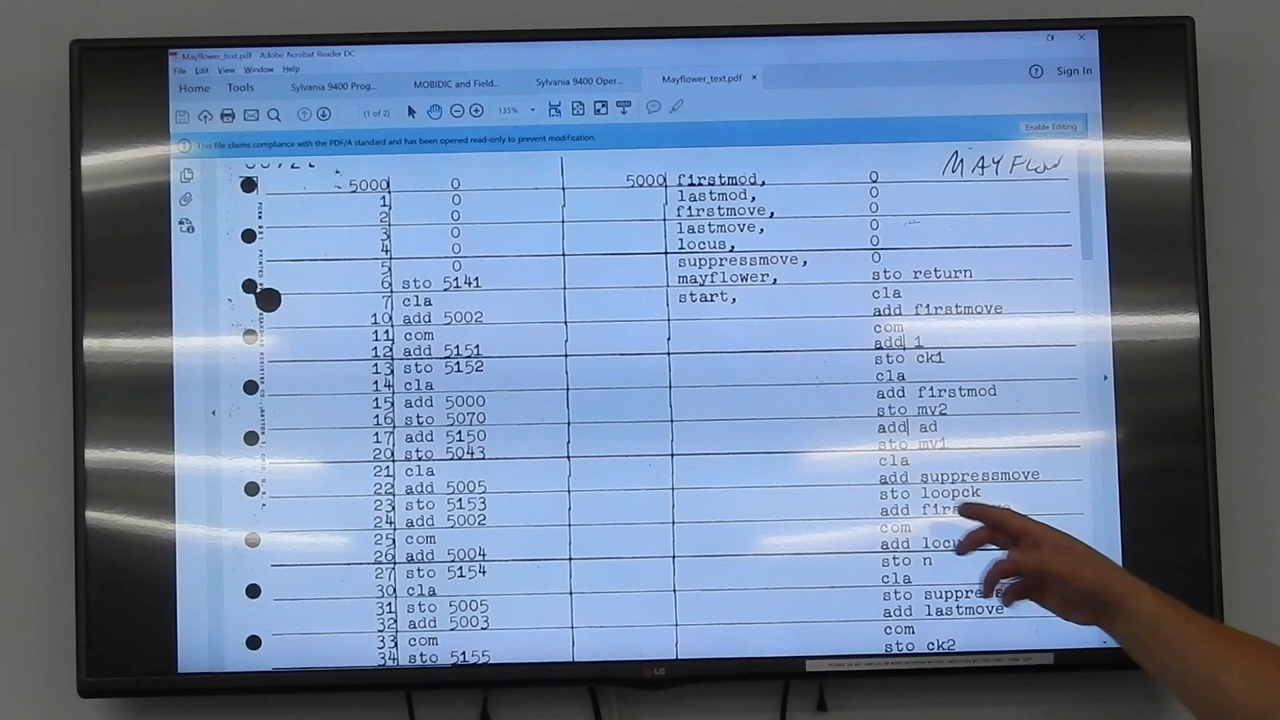 Mayflower_text.pdf - Adobe Acrobat Reader DC
File Edit View Window Help
Home Tools Sylvania 9400 Prog... MOBIDIC and Field... Sylvania 9400 Oper... Mayflower_text.pdf × ? Sign In
(1 of 2) 135%
This file claims compliance with the PDF/A standard and has been opened read-only to prevent modification. Enable Editing
MAYFLOW
5000 0 5000 firstmod, 0
1 0 lastmod, 0
2 0 firstmove, 0
3 0 lastmove, 0
4 0 locus, 0
5 0 suppressmove, 0
6 sto 5141 mayflower, sto return
7 cla start, cla
10 add 5002 add firstmove
11 com com
12 add 5151 add 1
13 sto 5152 sto ck1
14 cla cla
15 add 5000 add firstmod
16 sto 5070 sto mv2
17 add 5150 add ad
20 sto 5043 sto mv1
21 cla cla
22 add 5005 add suppressmove
23 sto 5153 sto loopck
24 add 5002 add
25 com com
26 add 5004 add
27 sto 5154 sto n
30 cla cla
31 sto 5005 sto
32 add 5003 add lastmove
33 com com
34 sto 5155 sto ck2
LG